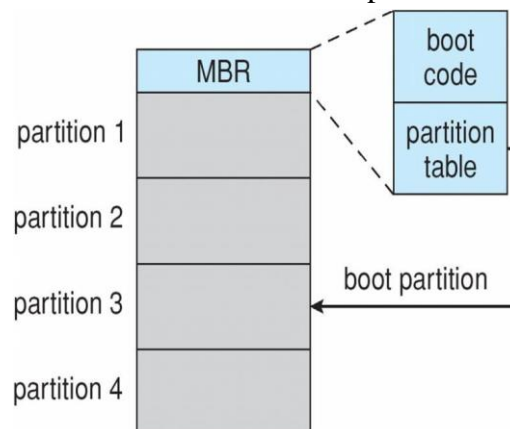 MBR
boot
code
partition
table
partition 1
partition 2
boot partition
partition 3
partition 4